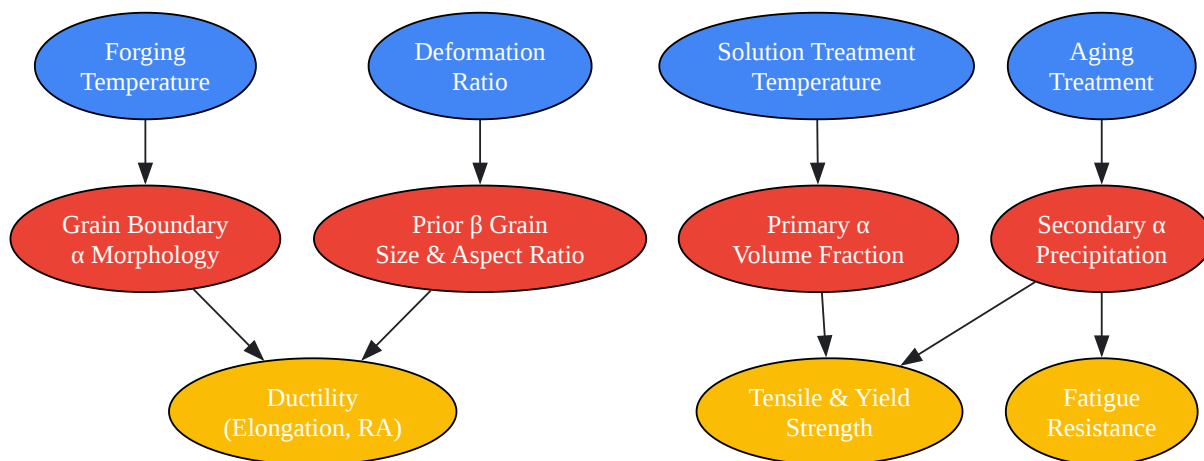 Forging
Temperature
Deformation
Ratio
Solution Treatment
Temperature
Aging
Treatment
Grain Boundary
α Morphology
Prior β Grain
Size & Aspect Ratio
Primary α
Volume Fraction
Secondary α
Precipitation
Ductility
(Elongation, RA)
Tensile & Yield
Strength
Fatigue
Resistance